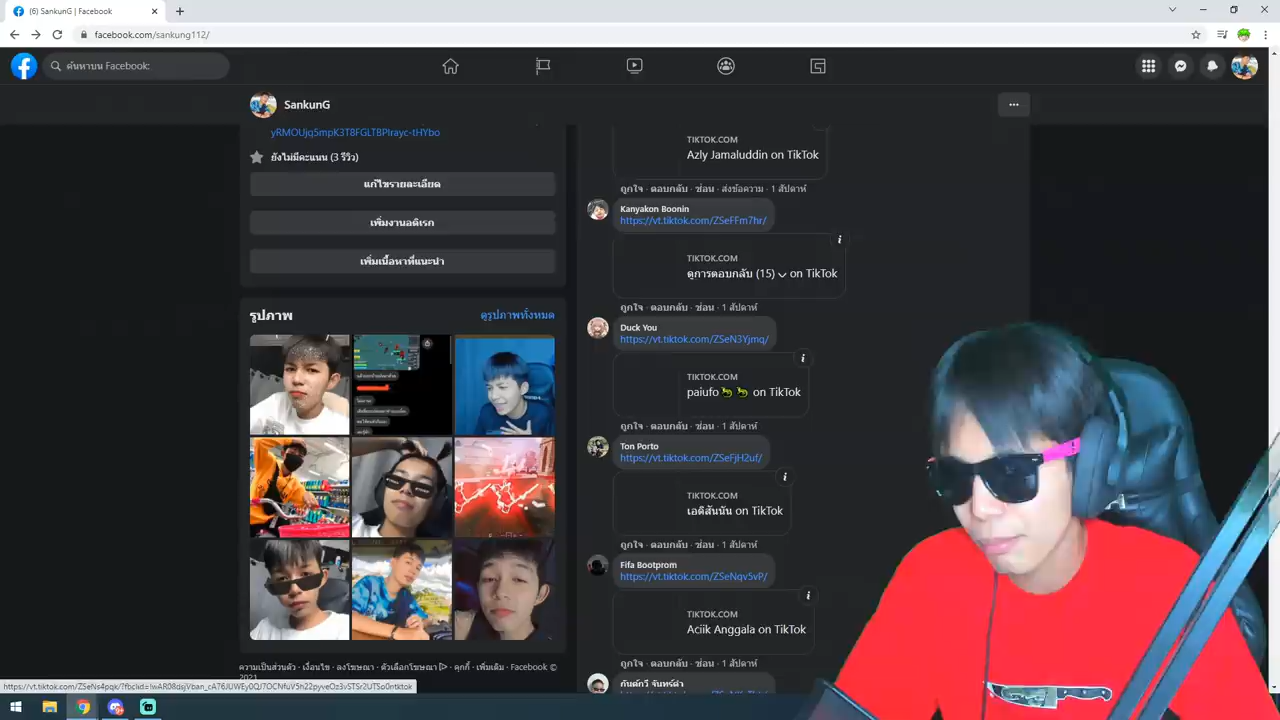 (6) SankunG | Facebook
facebook.com/sankung112/
ค้นหาบน Facebook
SankunG
yRMOUjq5mpK3T8FGLTBPIrayc-tHYbo
ยังไม่มีคะแนน (3 รีวิว)
แก้ไขรายละเอียด
เพิ่มงานอดิเรก
เพิ่มเนื้อหาที่แนะนำ
รูปภาพ
ดูรูปภาพทั้งหมด
ความเป็นส่วนตัว · เงื่อนไข · ลงโฆษณา · ตัวเลือกโฆษณา · คุกกี้ · เพิ่มเติม · Facebook ©
2021
TIKTOK.COM
Azly Jamaluddin on TikTok
ถูกใจ · ตอบกลับ · ซ่อน · ส่งข้อความ · 1 สัปดาห์
Kanyakon Boonin
https://vt.tiktok.com/ZSeFFm7hr/
TIKTOK.COM
ดูการตอบกลับ (15) on TikTok
ถูกใจ · ตอบกลับ · ซ่อน · 1 สัปดาห์
Duck You
https://vt.tiktok.com/ZSeN3Yjmq/
TIKTOK.COM
paiufo🦎🦎 on TikTok
ถูกใจ · ตอบกลับ · ซ่อน · 1 สัปดาห์
Ton Porto
https://vt.tiktok.com/ZSeFjH2uf/
TIKTOK.COM
เอดิสันนัน on TikTok
ถูกใจ · ตอบกลับ · ซ่อน · 1 สัปดาห์
Fifa Bootprom
https://vt.tiktok.com/ZSeNqv5vP/
TIKTOK.COM
Aciik Anggala on TikTok
ถูกใจ · ตอบกลับ · ซ่อน · 1 สัปดาห์
กันต์กวี จันทร์ดำ